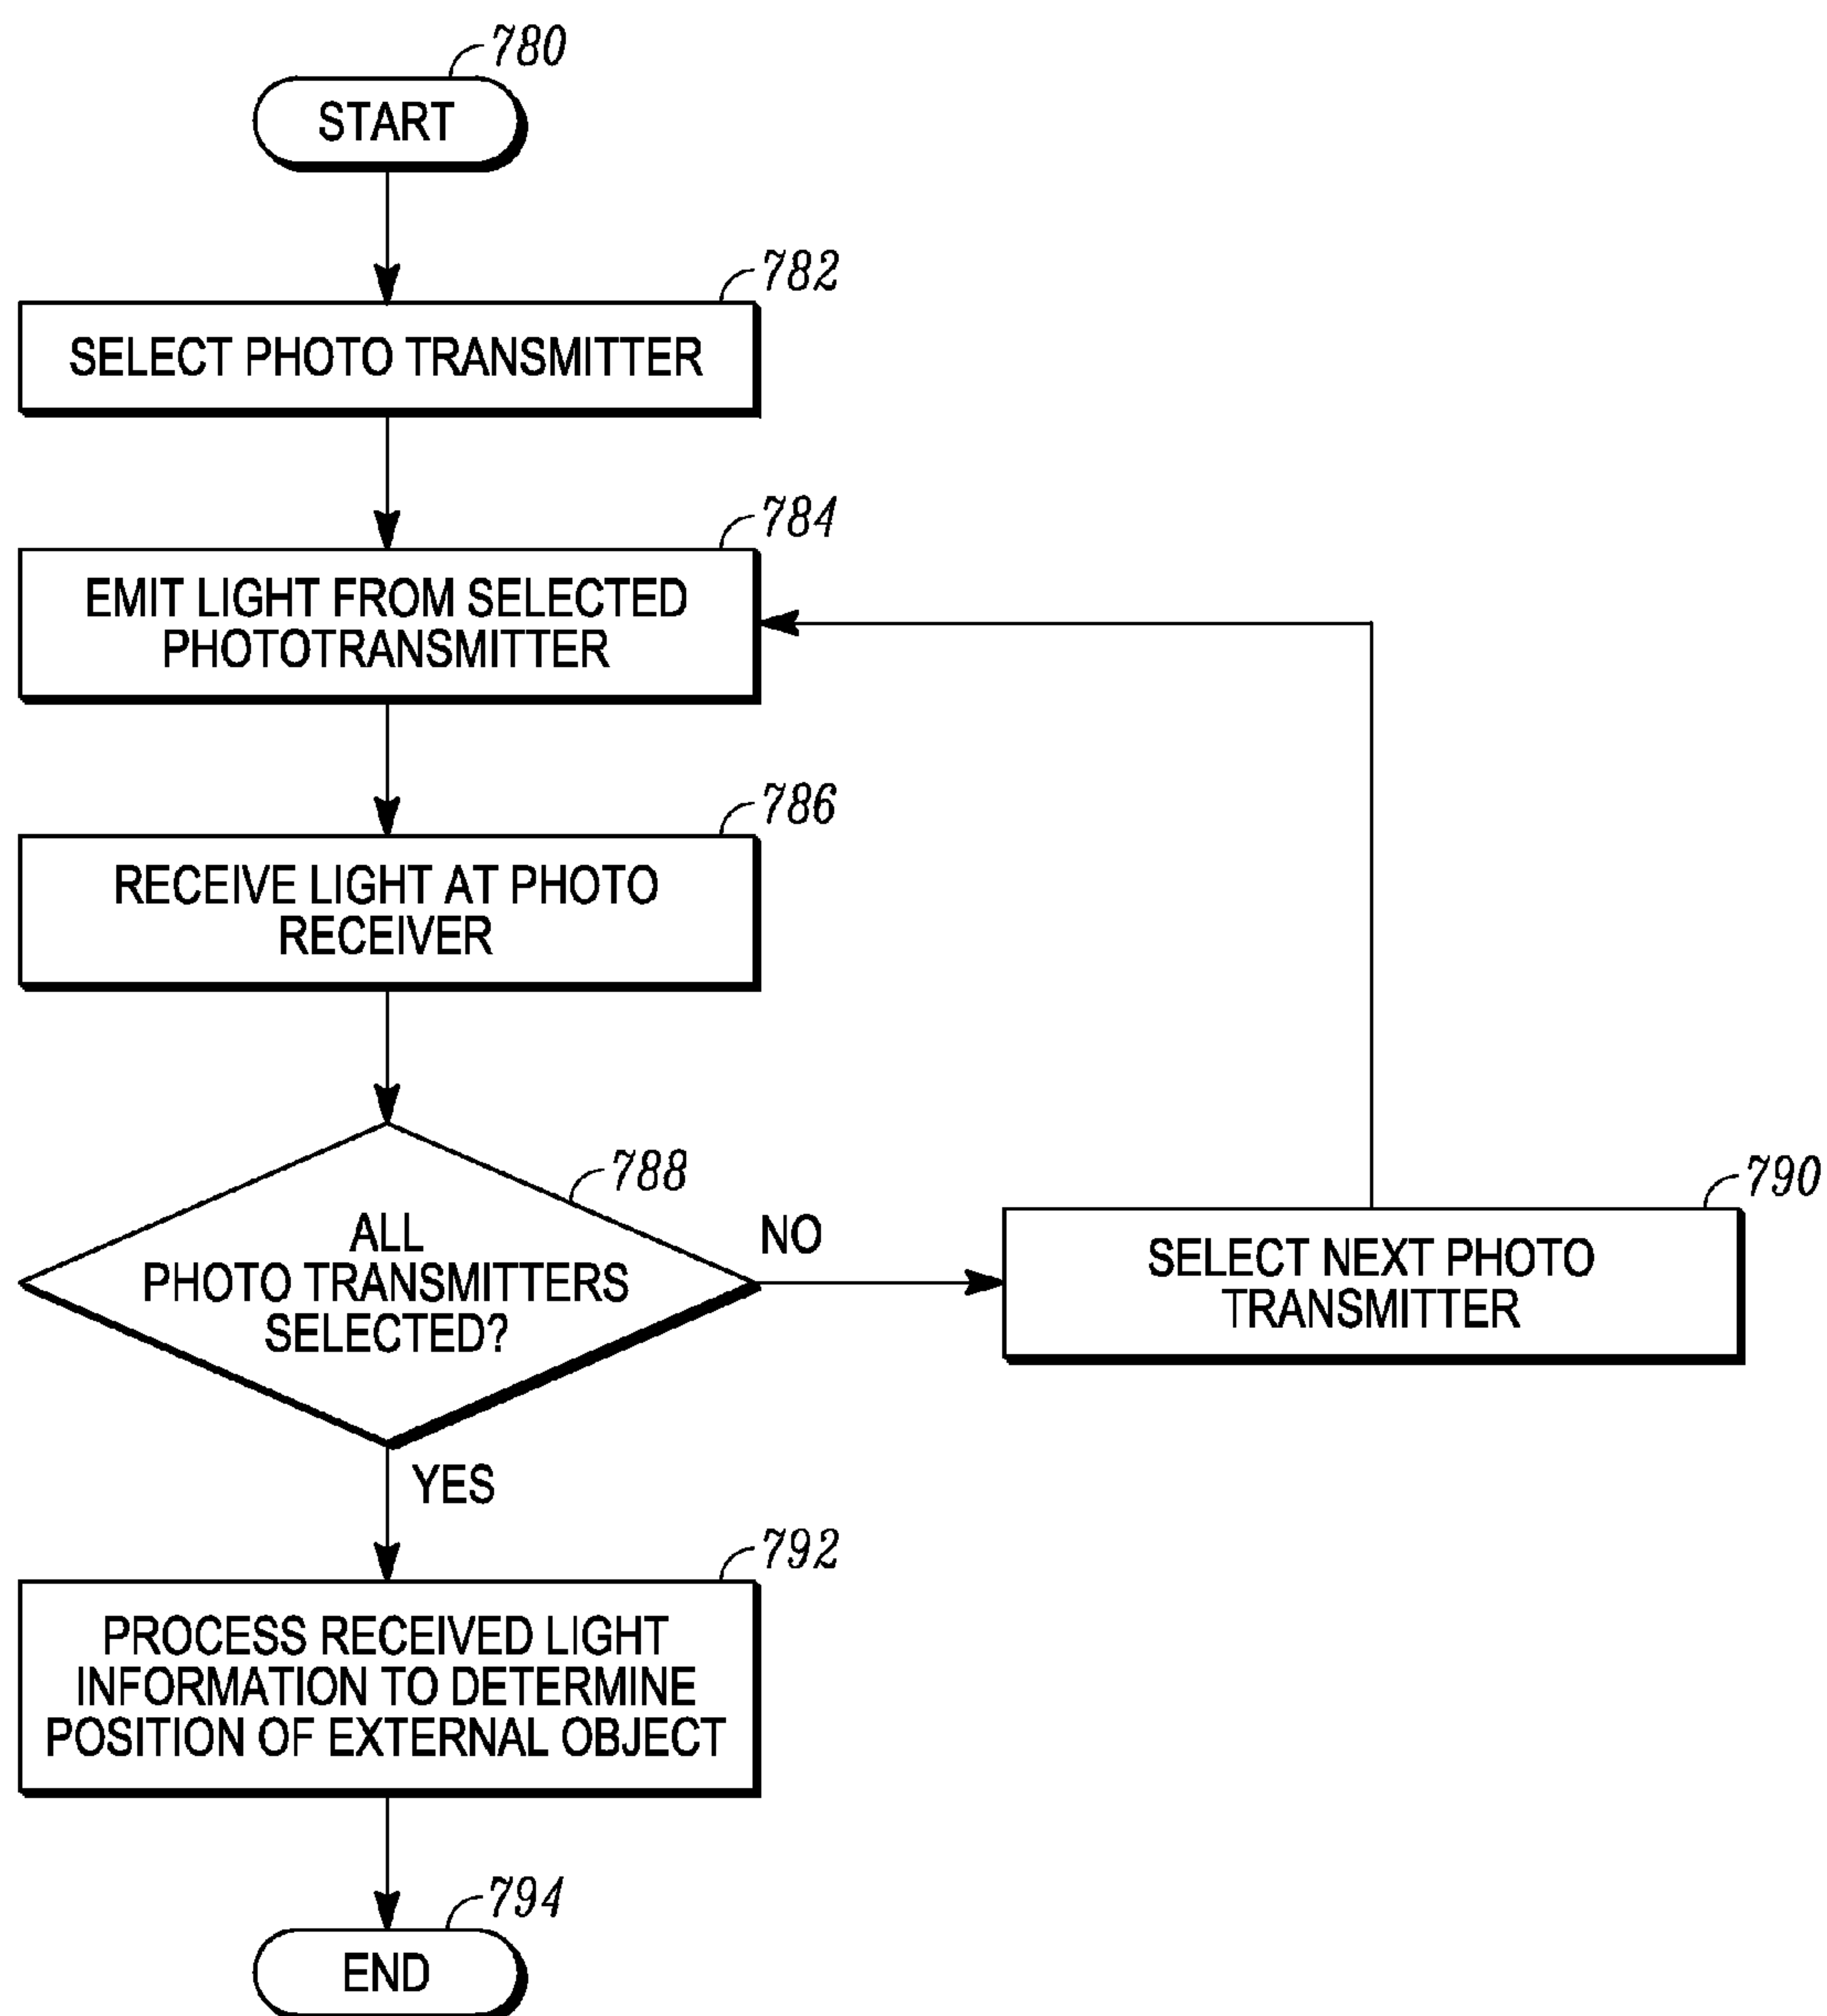 780
START
782
SELECT PHOTO TRANSMITTER
784
EMIT LIGHT FROM SELECTED
PHOTOTRANSMITTER
786
RECEIVE LIGHT AT PHOTO
RECEIVER
788
ALL
PHOTO TRANSMITTERS
SELECTED?
NO
790
SELECT NEXT PHOTO
TRANSMITTER
YES
792
PROCESS RECEIVED LIGHT
INFORMATION TO DETERMINE
POSITION OF EXTERNAL OBJECT
794
END